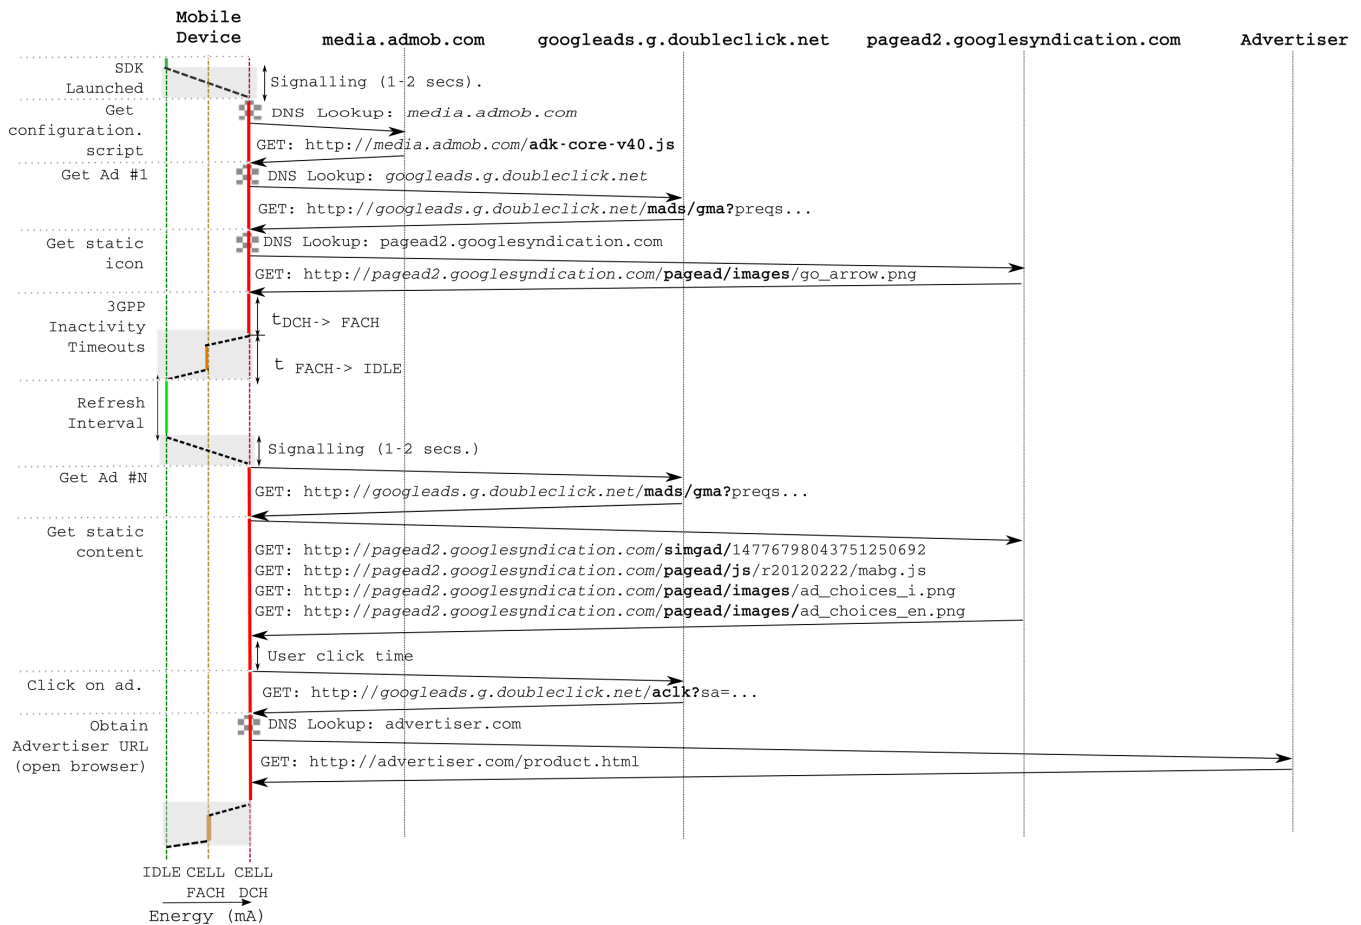 Mobile
Device
media.admob.com
googleads.g.doubleclick.net
pagead2.googlesyndication.com
Advertiser
SDK
Launched
Signalling (1-2 secs).
Get
configuration.
script
DNS Lookup: media.admob.com
GET: http://media.admob.com/adk-core-v40.js
Get Ad #1
DNS Lookup: googleads.g.doubleclick.net
GET: http://googleads.g.doubleclick.net/mads/gma?preqs...
Get static
icon
DNS Lookup: pagead2.googlesyndication.com
GET: http://pagead2.googlesyndication.com/pagead/images/go_arrow.png
3GPP
Inactivity
Timeouts
tDCH-> FACH
t FACH-> IDLE
Refresh
Interval
Signalling (1-2 secs.)
Get Ad #N
GET: http://googleads.g.doubleclick.net/mads/gma?preqs...
Get static
content
GET: http://pagead2.googlesyndication.com/simgad/14776798043751250692
GET: http://pagead2.googlesyndication.com/pagead/js/r20120222/mabg.js
GET: http://pagead2.googlesyndication.com/pagead/images/ad_choices_i.png
GET: http://pagead2.googlesyndication.com/pagead/images/ad_choices_en.png
User click time
Click on ad.
GET: http://googleads.g.doubleclick.net/aclk?sa=...
Obtain
Advertiser URL
(open browser)
DNS Lookup: advertiser.com
GET: http://advertiser.com/product.html
IDLE CELL CELL
FACH DCH
Energy (mA)